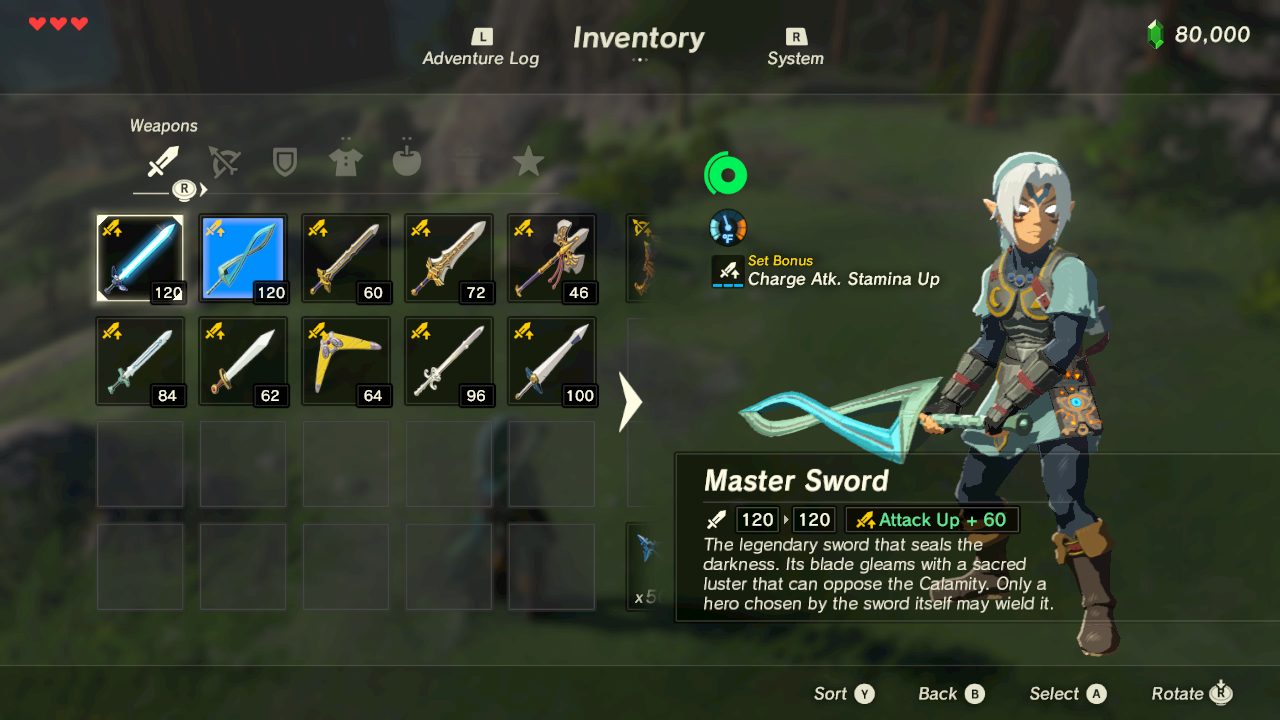 L
Adventure Log
Inventory
R
System
80,000
Weapons
R
°F
Set Bonus
Charge Atk. Stamina Up
120
120
60
72
46
84
62
64
96
100
x5
Master Sword
120 120 Attack Up + 60
The legendary sword that seals the
darkness. Its blade gleams with a sacred
luster that can oppose the Calamity. Only a
hero chosen by the sword itself may wield it.
Sort Y
Back B
Select A
Rotate R